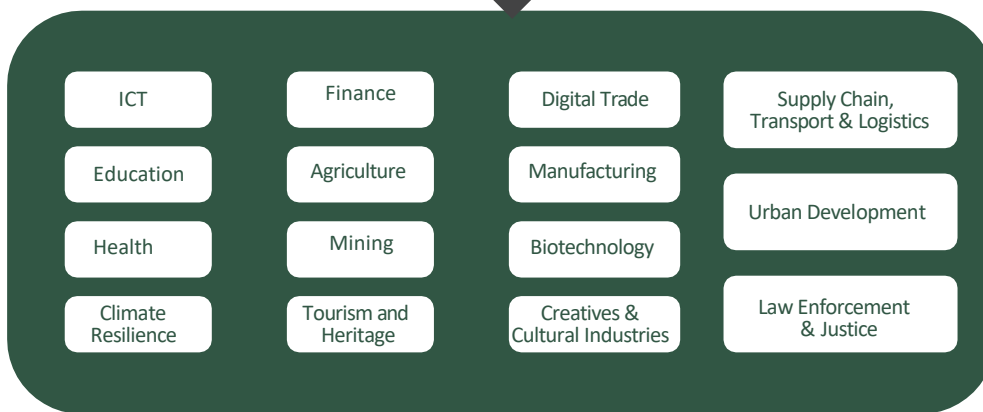 ICT
Education
Health
Climate
Resilience
Finance
Agriculture
Mining
Tourism and
Heritage
Digital Trade
Manufacturing
Biotechnology
Creatives &
Cultural Industries
Supply Chain,
Transport & Logistics
Urban Development
Law Enforcement
& Justice